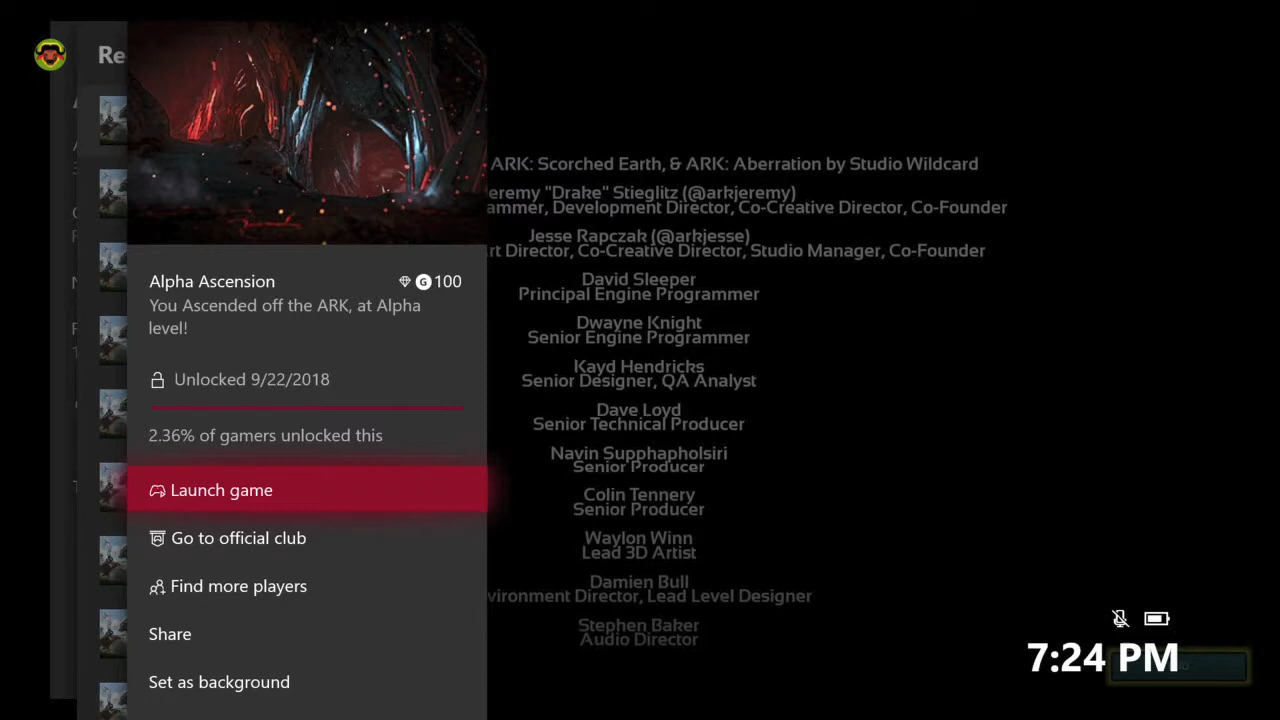 Re
Alpha Ascension
G 100
You Ascended off the ARK, at Alpha
level!
Unlocked 9/22/2018
2.36% of gamers unlocked this
Launch game
Go to official club
Find more players
Share
Set as background
ARK: Scorched Earth, & ARK: Aberration by Studio Wildcard
eremy "Drake" Stieglitz (@arkjeremy)
ammer, Development Director, Co-Creative Director, Co-Founder
Jesse Rapczak (@arkjesse)
rt Director, Co-Creative Director, Studio Manager, Co-Founder
David Sleeper
Principal Engine Programmer
Dwayne Knight
Senior Engine Programmer
Kayd Hendricks
Senior Designer, QA Analyst
Dave Loyd
Senior Technical Producer
Navin Supphapholsiri
Senior Producer
Colin Tennery
Senior Producer
Waylon Winn
Lead 3D Artist
Damien Bull
vironment Director, Lead Level Designer
Stephen Baker
Audio Director
7:24 PM